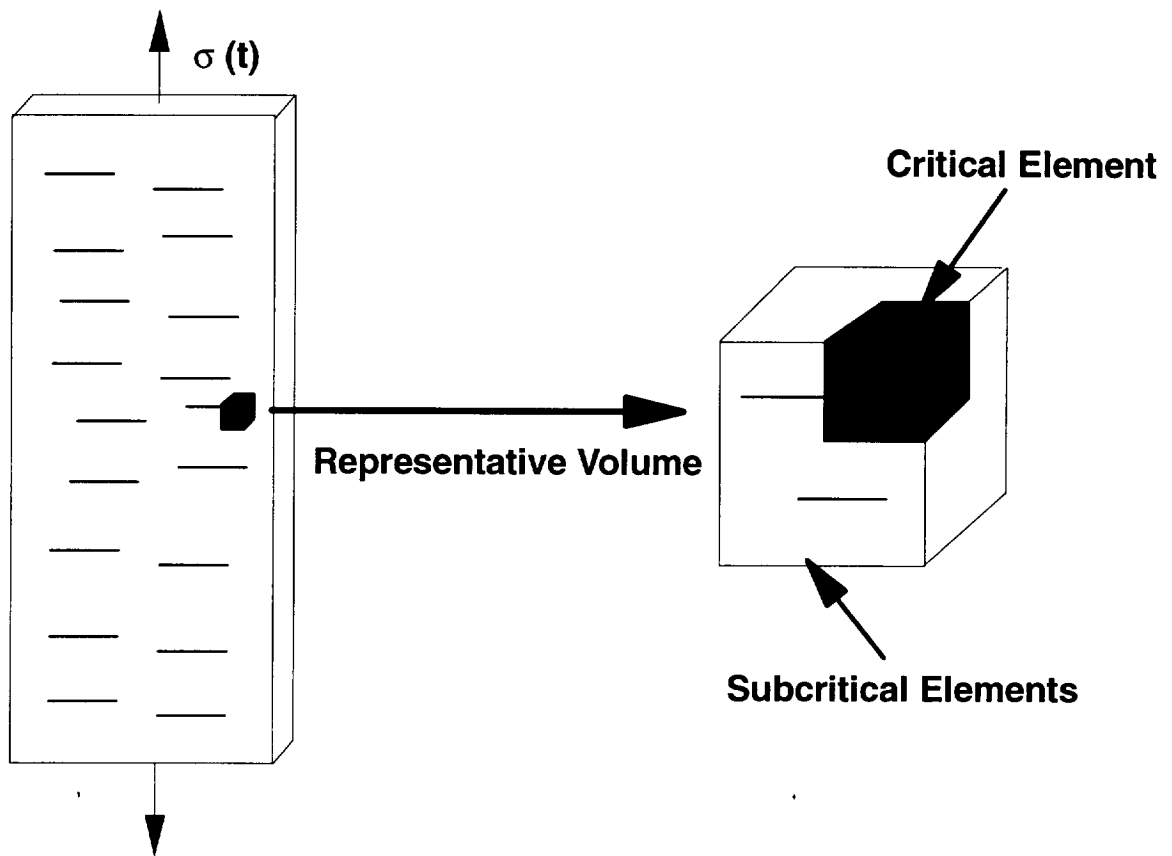 σ (t)
Critical Element
Representative Volume
Subcritical Elements